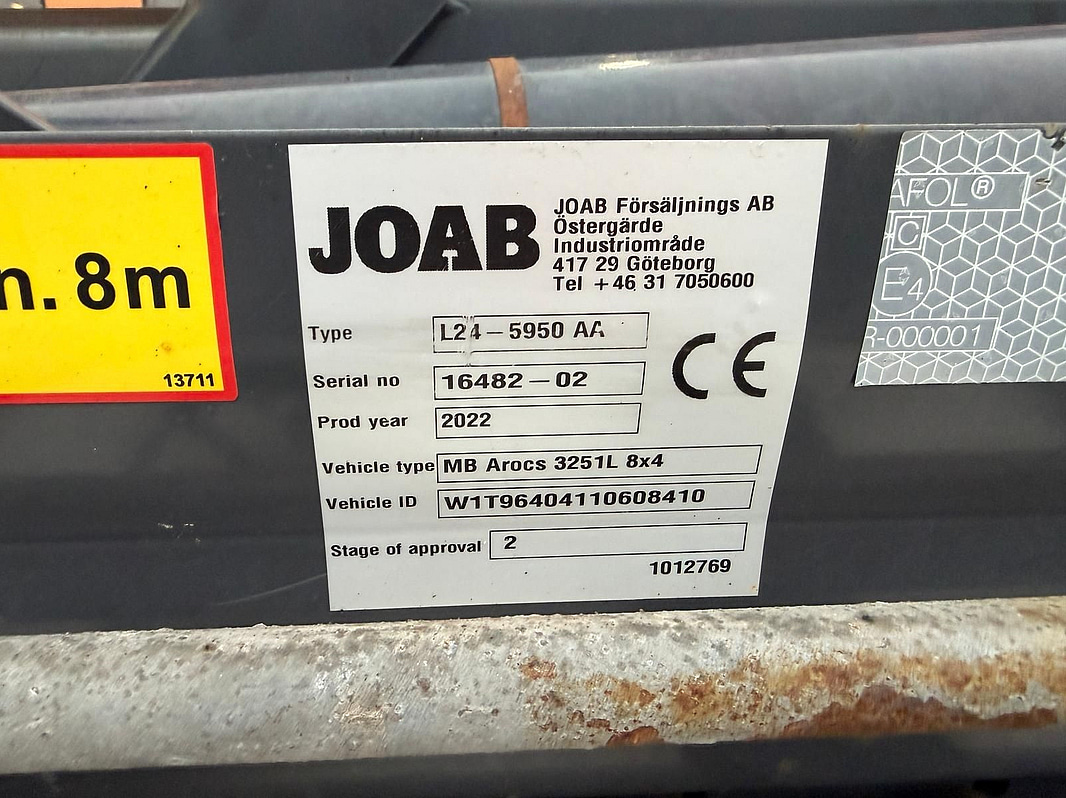 n. 8m
13711
JOAB
JOAB Försäljnings AB
Östergärde
Industriområde
417 29 Göteborg
Tel +46 31 7050600
Type L24-5950 AA
Serial no 16482-02
Prod year 2022
Vehicle type MB Arocs 3251L 8x4
Vehicle ID W1T96404110608410
Stage of approval 2
1012769
CE
AFOL®
C
E4
R-000001